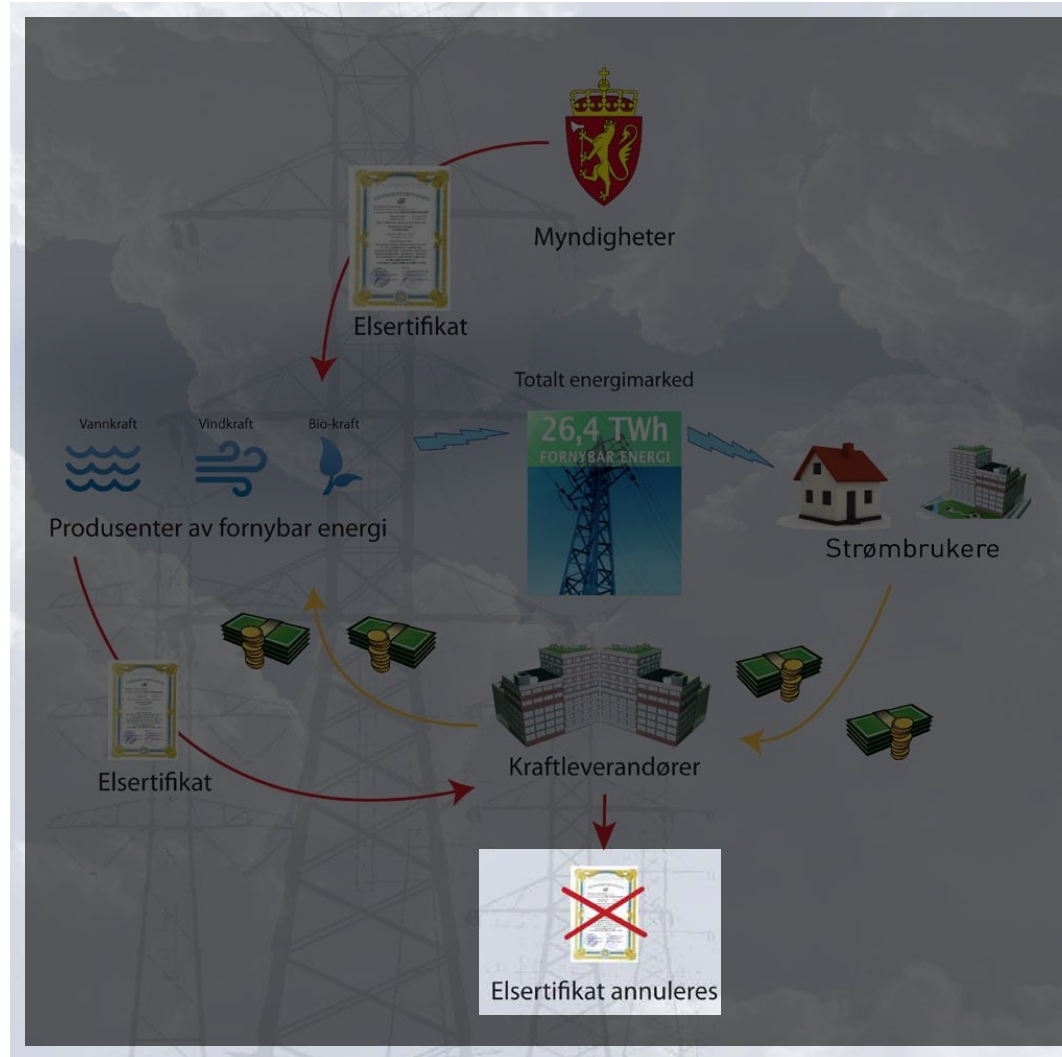 Myndigheter
Elsertifikat
Totalt energimarked
Vannkraft Vindkraft Bio-kraft
26,4 TWh
FORNYBAR ENERGI
Produsenter av fornybar energi
Strømbrukere
Elsertifikat
Kraftleverandører
Elsertifikat annuleres